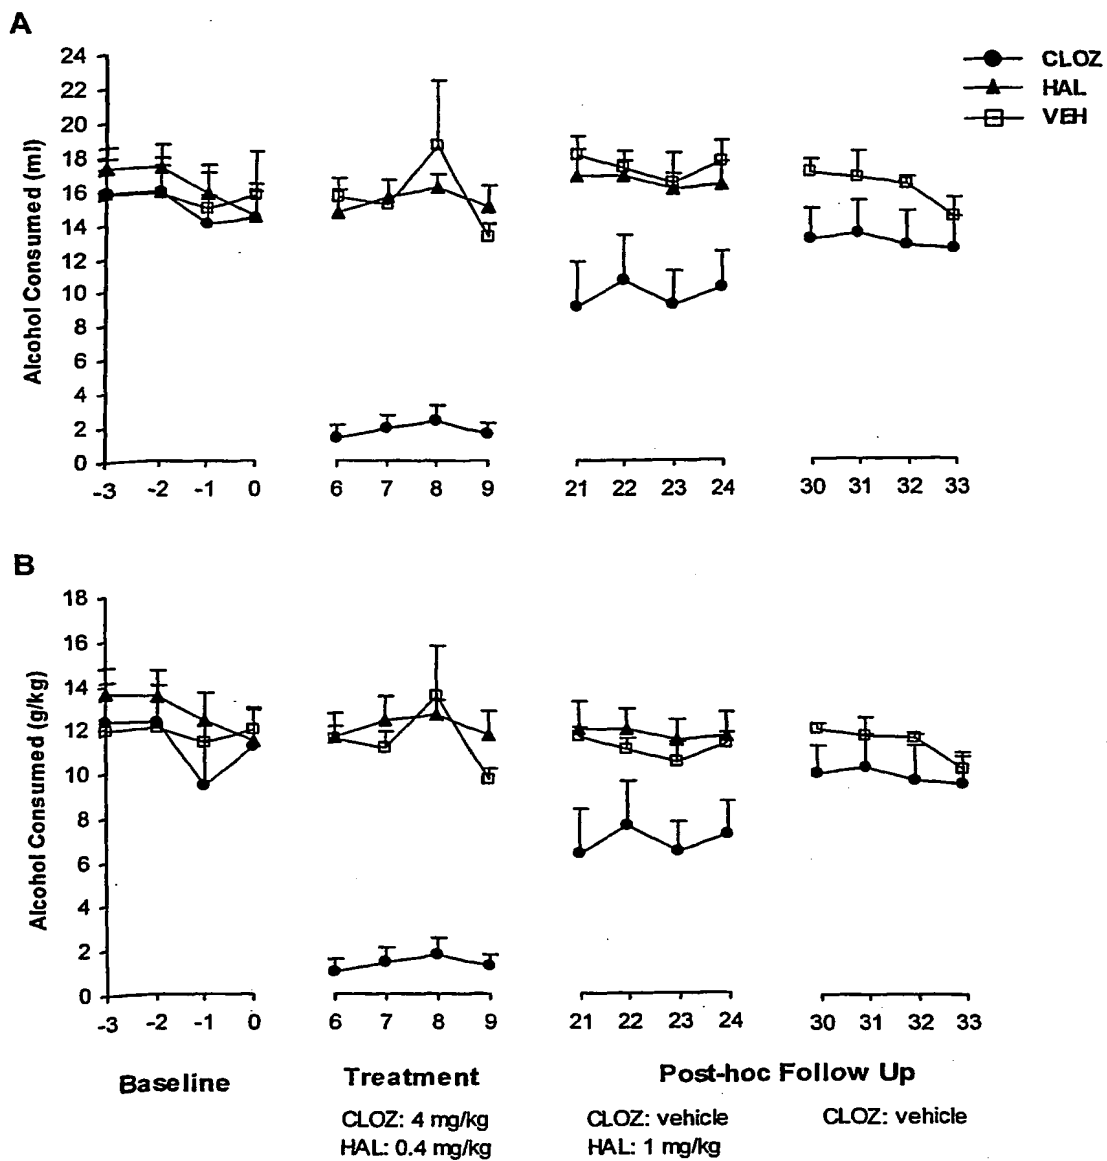 A
CLOZ
HAL
VEH
Alcohol Consumed (ml)
24
22
20
18
16
14
12
10
8
6
4
2
0
-3 -2 -1 0 6 7 8 9 21 22 23 24 30 31 32 33
B
Alcohol Consumed (g/kg)
18
16
14
12
10
8
6
4
2
0
-3 -2 -1 0 6 7 8 9 21 22 23 24 30 31 32 33
Baseline Treatment Post-hoc Follow Up
CLOZ: 4 mg/kg CLOZ: vehicle CLOZ: vehicle
HAL: 0.4 mg/kg HAL: 1 mg/kg